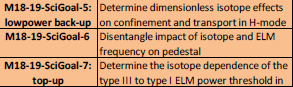 M18-19-SciGoal-5: Determine dimensionless isotope effects
lowpower back-up on confinement and transport in H-mode
M18-19-SciGoal-6 Disentangle impact of isotope and ELM
frequency on pedestal
M18-19-SciGoal-7: Determine the isotope dependence of the
top-up type III to type I ELM power threshold in